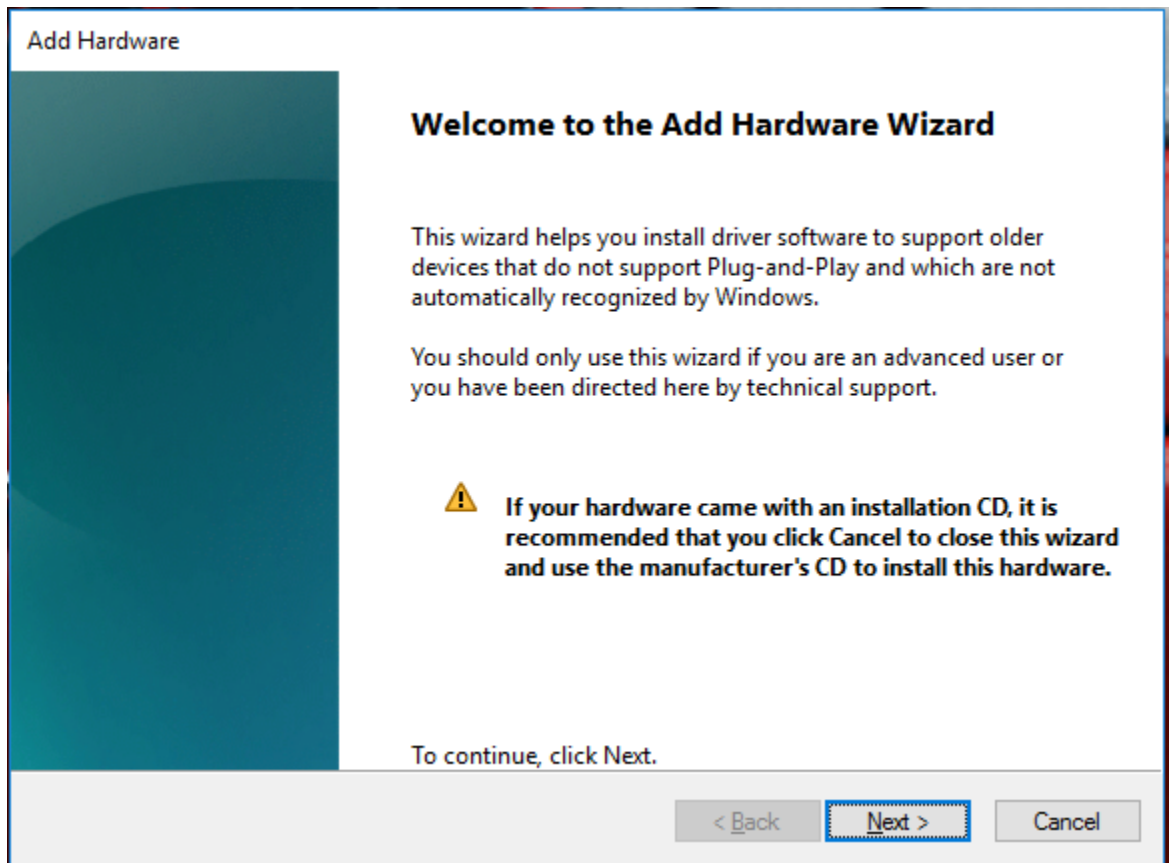 Add Hardware
Welcome to the Add Hardware Wizard
This wizard helps you install driver software to support older
devices that do not support Plug-and-Play and which are not
automatically recognized by Windows.
You should only use this wizard if you are an advanced user or
you have been directed here by technical support.
If your hardware came with an installation CD, it is
recommended that you click Cancel to close this wizard
and use the manufacturer's CD to install this hardware.
To continue, click Next.
< Back Next > Cancel